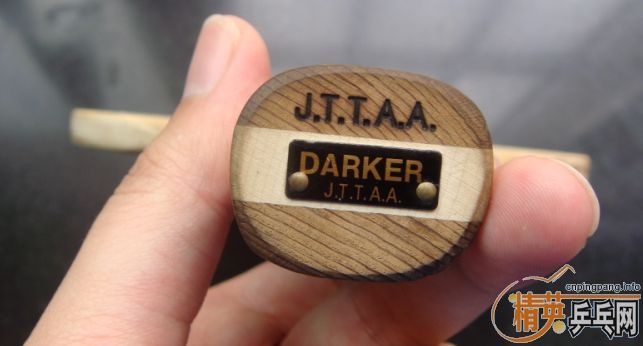 J.T.T.A.A.
DARKER
J.T.T.A.A.
cnpingpang.info
精英乒乓网